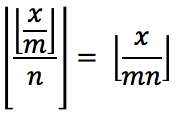 ⌊⌊x/m⌋/n⌋ = ⌊x/mn⌋